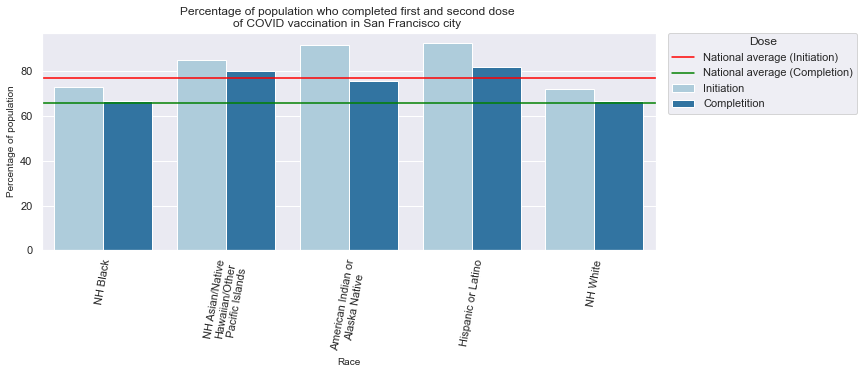 Percentage of population who completed first and second dose
of COVID vaccination in San Francisco city
Dose
National average (Initiation)
National average (Completion)
Initiation
Completition
Percentage of population
80
60
40
20
0
NH Black
NH Asian/Native
Hawaiian/Other
Pacific Islands
American Indian or
Alaska Native
Hispanic or Latino
NH White
Race